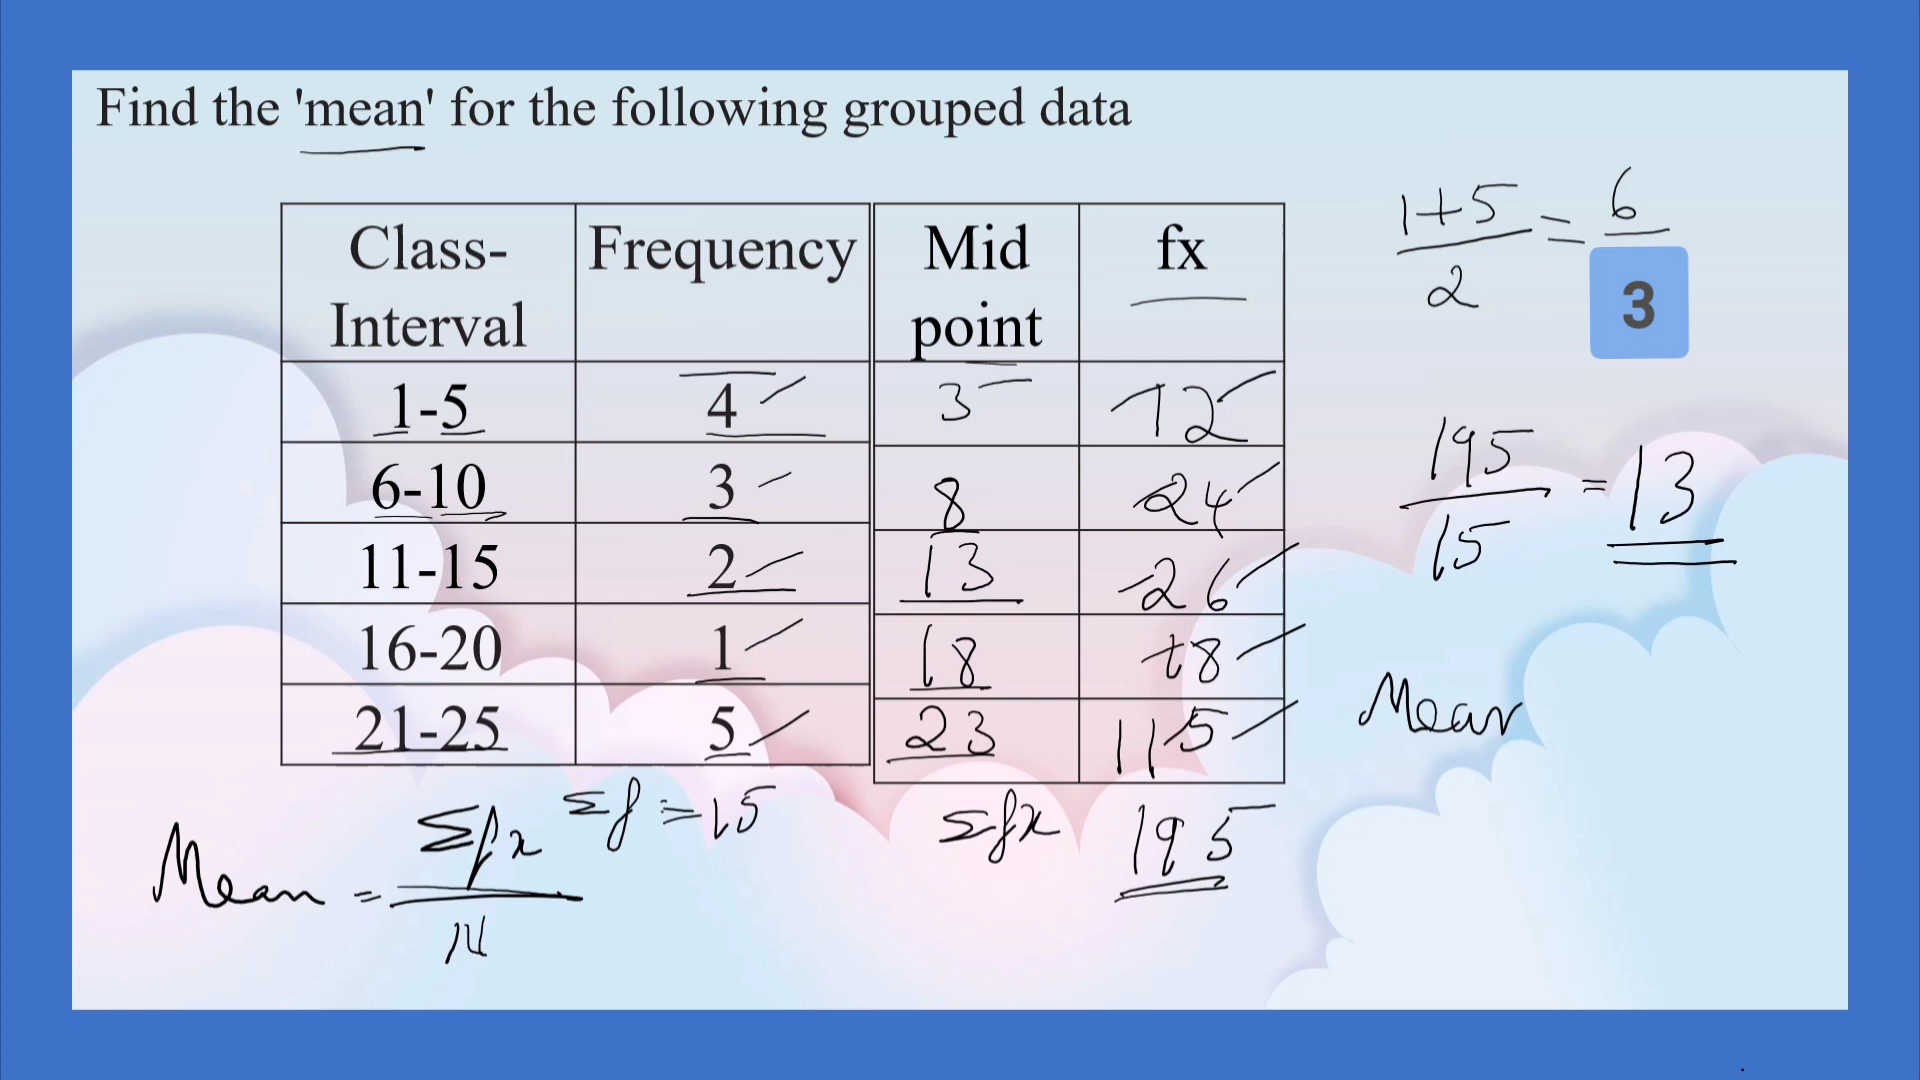 Find the 'mean' for the following grouped data
Class-Interval Frequency Mid point fx
1-5 4 3 12
6-10 3 8 24
11-15 2 13 26
16-20 1 18 18
21-25 5 23 115
Σf = 15 Σfx 195
Mean = Σfx
N
1+5 = 6
2 3
195 = 13
15
Mean